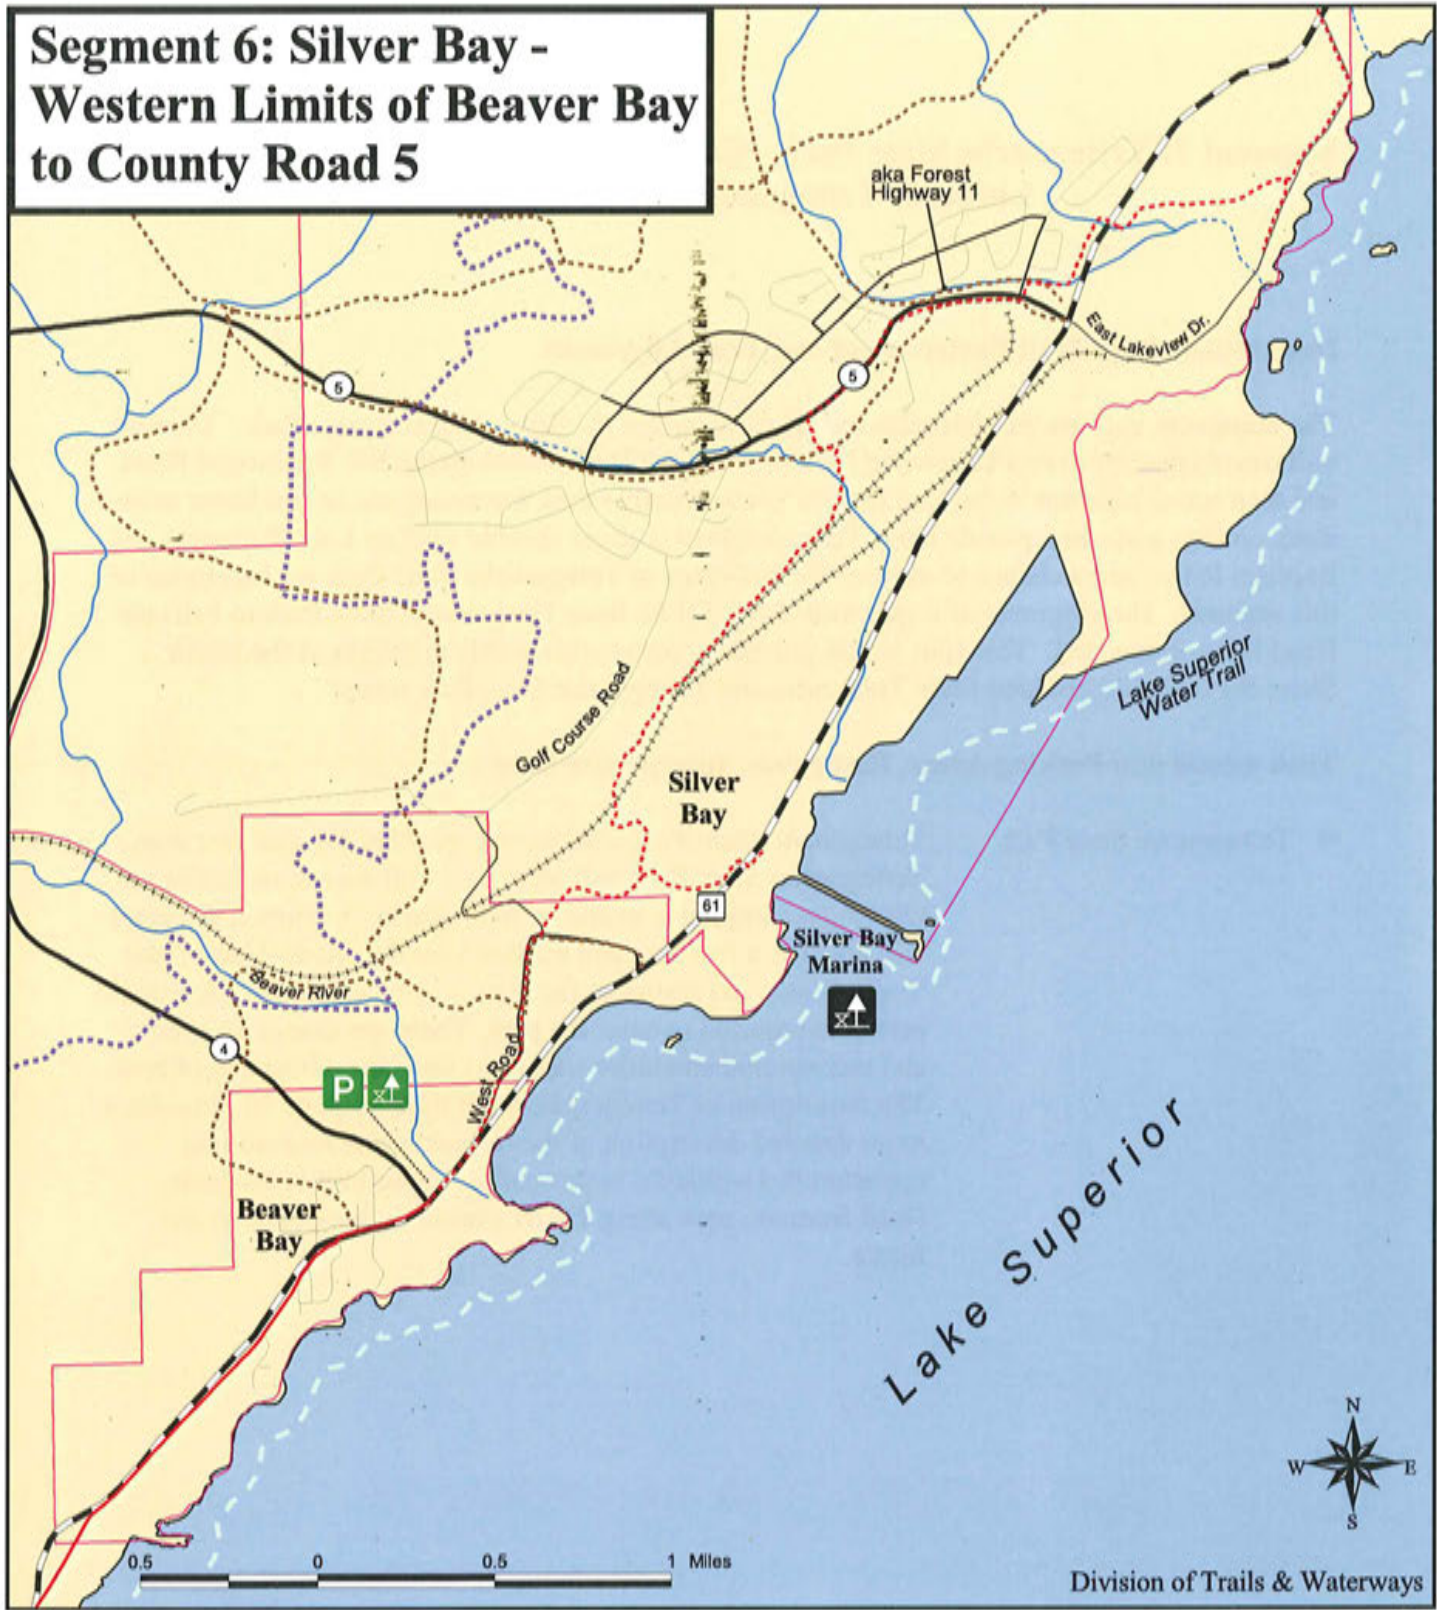 Segment 6: Silver Bay -
Western Limits of Beaver Bay
to County Road 5
aka Forest
Highway 11
East Lakeview Dr.
5
5
Lake Superior
Water Trail
Golf Course Road
Silver
Bay
61
Silver Bay
Marina
Beaver River
4
P
West Road
Beaver
Bay
Lake Superior
N
W E
S
0.5 0 0.5 1 Miles
Division of Trails & Waterways